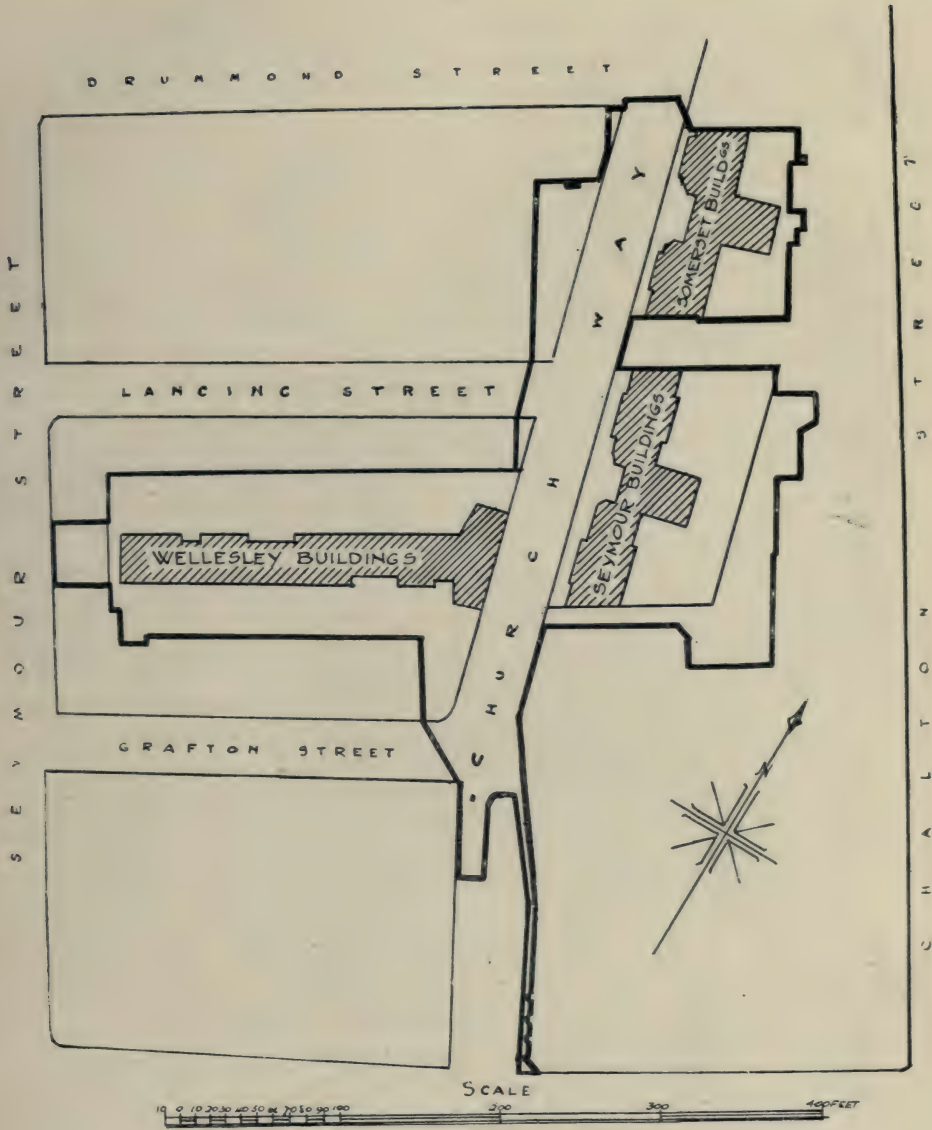 DRUMMOND STREET
SEYMOUR STREET
CHURCH WAY
SOMERSET BUILDGS
CHALTON STREET
LANCING STREET
SEYMOUR BUILDINGS
WELLESLEY BUILDINGS
GRAFTON STREET
N
SCALE
10 0 10 20 30 40 50 60 70 80 90 100 200 300 400 FEET